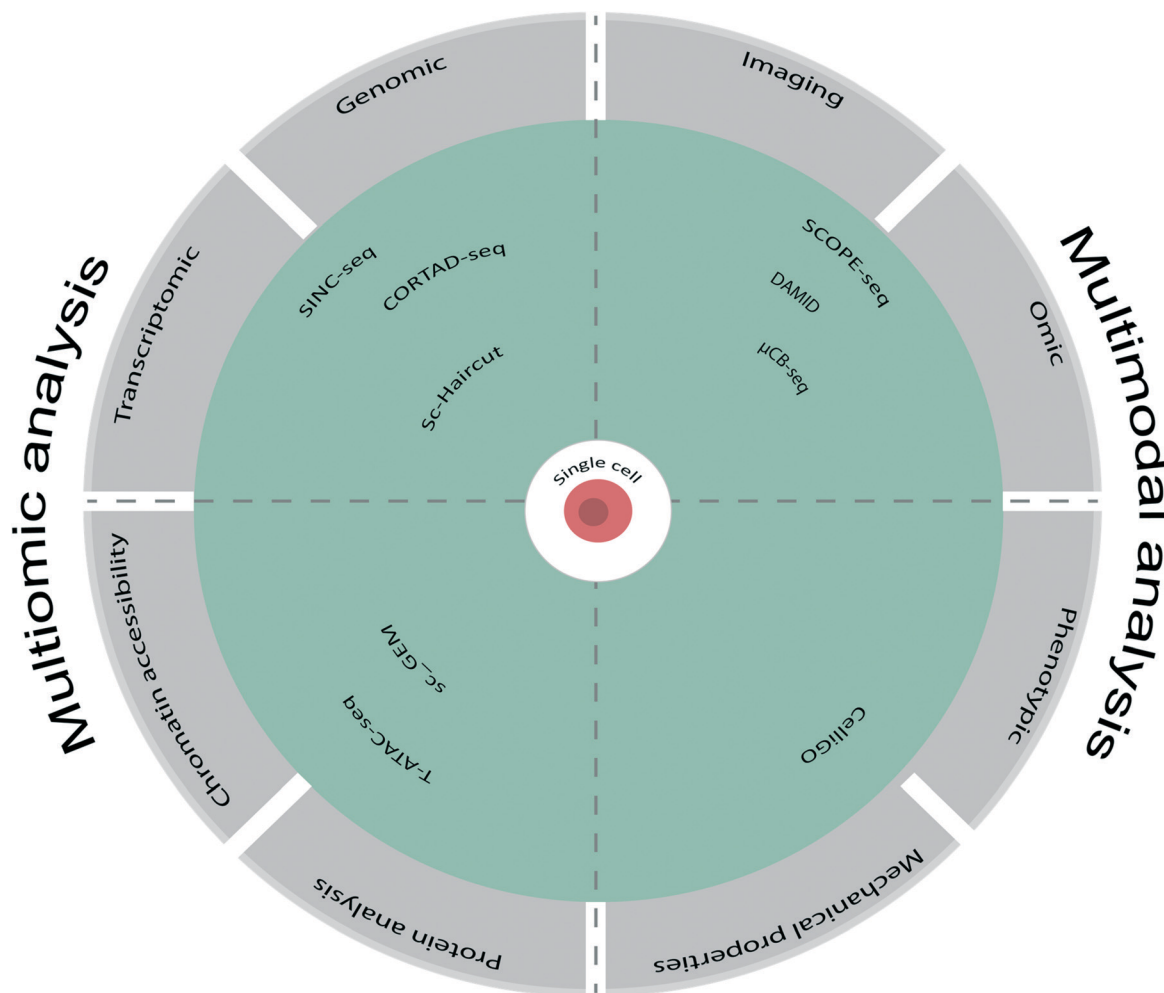 Multiomic analysis
Multimodal analysis
Genomic
Imaging
Transcriptomic
Omic
Chromatin accessibility
Phenotypic
Protein analysis
Mechanical properties
SINC-seq
CORTAD-seq
Sc-Haircut
SCOPE-seq
DAMID
μCB-seq
Single cell
sc_GEM
T-ATAC-seq
CelliGO